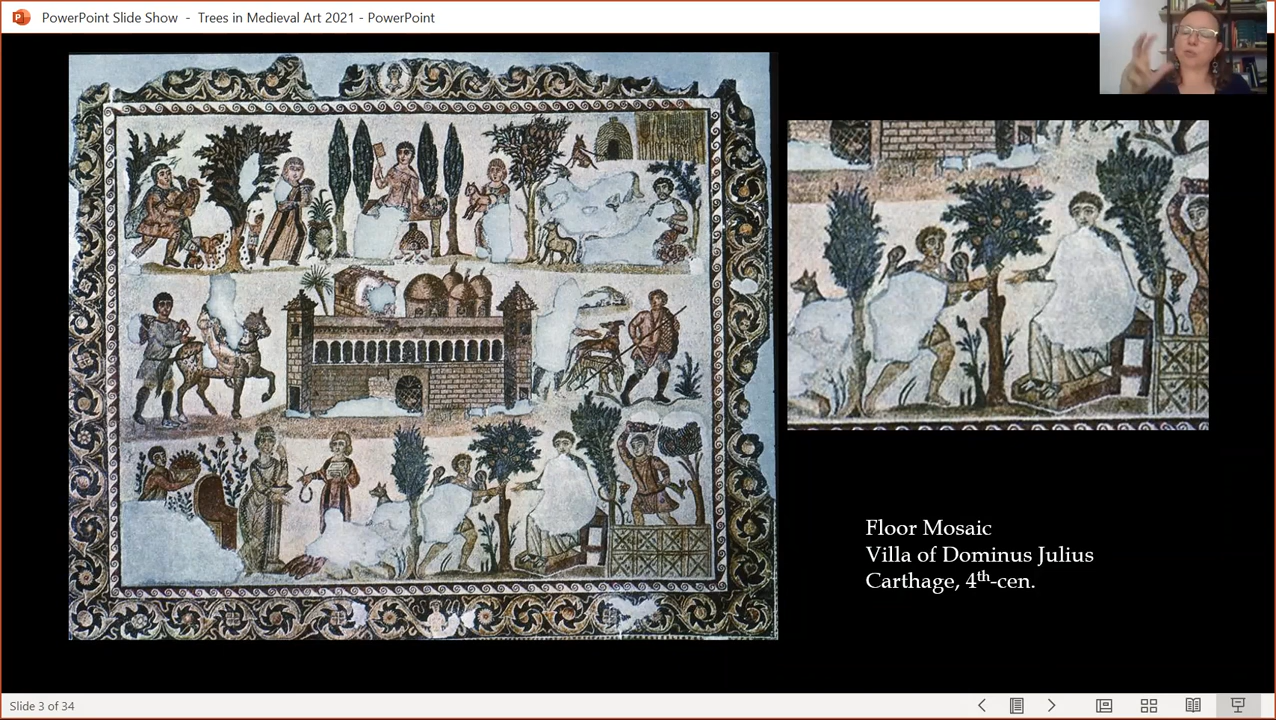 PowerPoint Slide Show - Trees in Medieval Art 2021 - PowerPoint
Floor Mosaic
Villa of Dominus Julius
Carthage, 4th-cen.
Slide 3 of 34